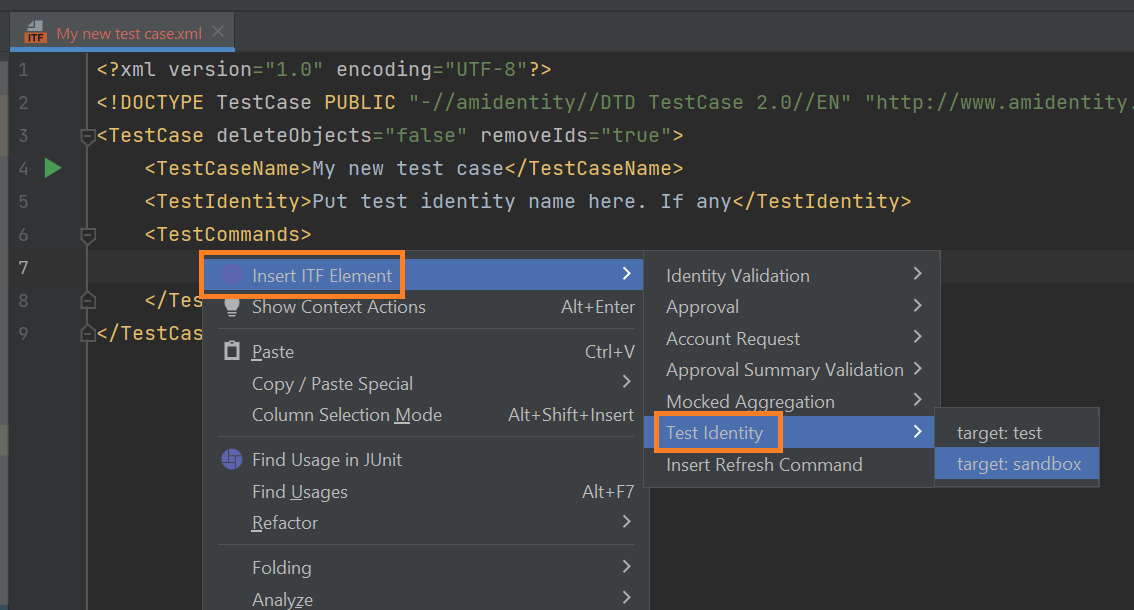 ITF My new test case.xml
1 <?xml version="1.0" encoding="UTF-8"?>
2 <!DOCTYPE TestCase PUBLIC "-//amidentity//DTD TestCase 2.0//EN" "http://www.amidentity.
3 <TestCase deleteObjects="false" removeIds="true">
4 <TestCaseName>My new test case</TestCaseName>
5 <TestIdentity>Put test identity name here. If any</TestIdentity>
6 <TestCommands>
7
8 </Tes
9 </TestCas
Insert ITF Element
Show Context Actions Alt+Enter
Paste Ctrl+V
Copy / Paste Special
Column Selection Mode Alt+Shift+Insert
Find Usage in JUnit
Find Usages Alt+F7
Refactor
Folding
Analyze
Identity Validation
Approval
Account Request
Approval Summary Validation
Mocked Aggregation
Test Identity
Insert Refresh Command
target: test
target: sandbox